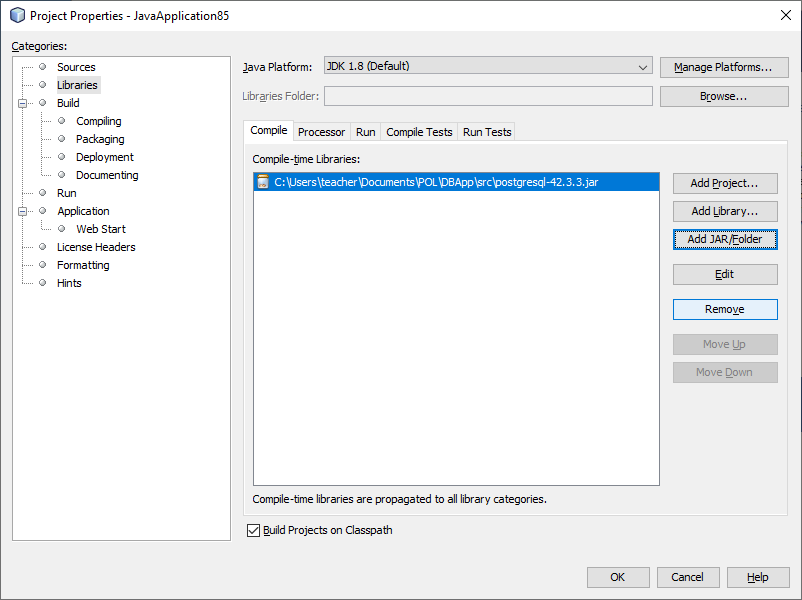 Project Properties - JavaApplication85
Categories:
Sources
Libraries
Build
Compiling
Packaging
Deployment
Documenting
Run
Application
Web Start
License Headers
Formatting
Hints
Java Platform: JDK 1.8 (Default) Manage Platforms...
Libraries Folder: Browse...
Compile Processor Run Compile Tests Run Tests
Compile-time Libraries:
C:\Users\teacher\Documents\POL\DBApp\src\postgresql-42.3.3.jar
Add Project...
Add Library...
Add JAR/Folder
Edit
Remove
Move Up
Move Down
Compile-time libraries are propagated to all library categories.
Build Projects on Classpath
OK Cancel Help